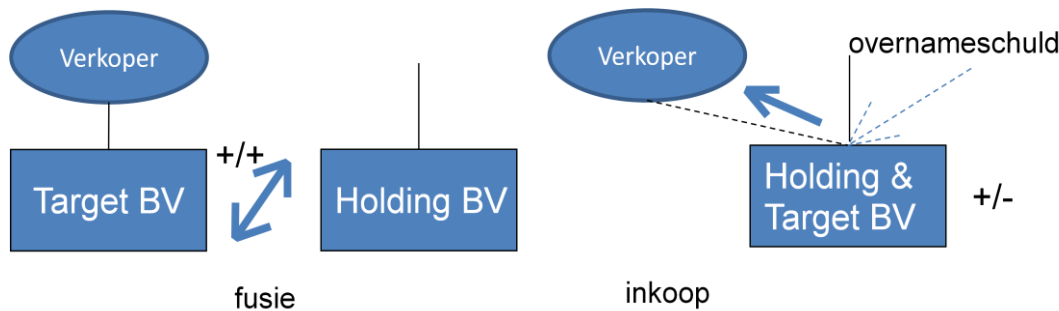 Verkoper
+/+
Target BV
Holding BV
fusie
Verkoper
overnameschuld
Holding &
Target BV
+/-
inkoop